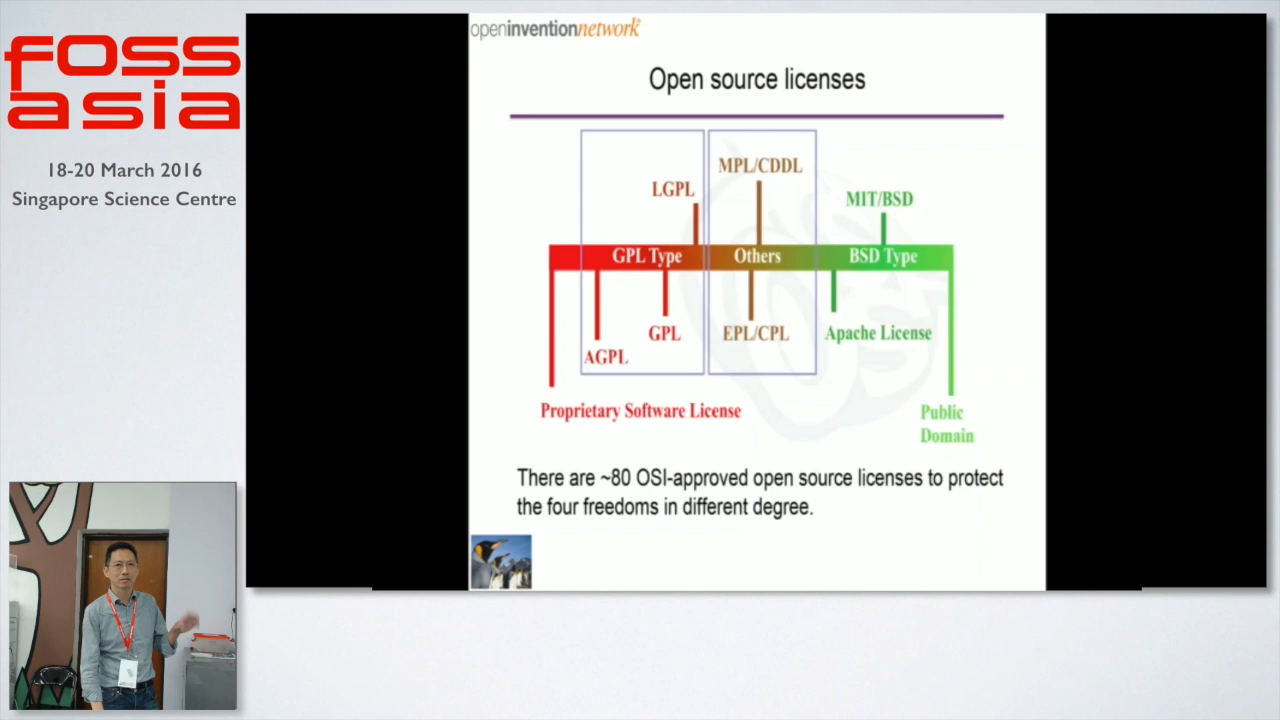 foss
asia
18-20 March 2016
Singapore Science Centre
openinventionnetwork
Open source licenses
MPL/CDDL
LGPL
MIT/BSD
GPL Type
Others
BSD Type
GPL
EPL/CPL
Apache License
AGPL
Proprietary Software License
Public
Domain
There are ~80 OSI-approved open source licenses to protect
the four freedoms in different degree.